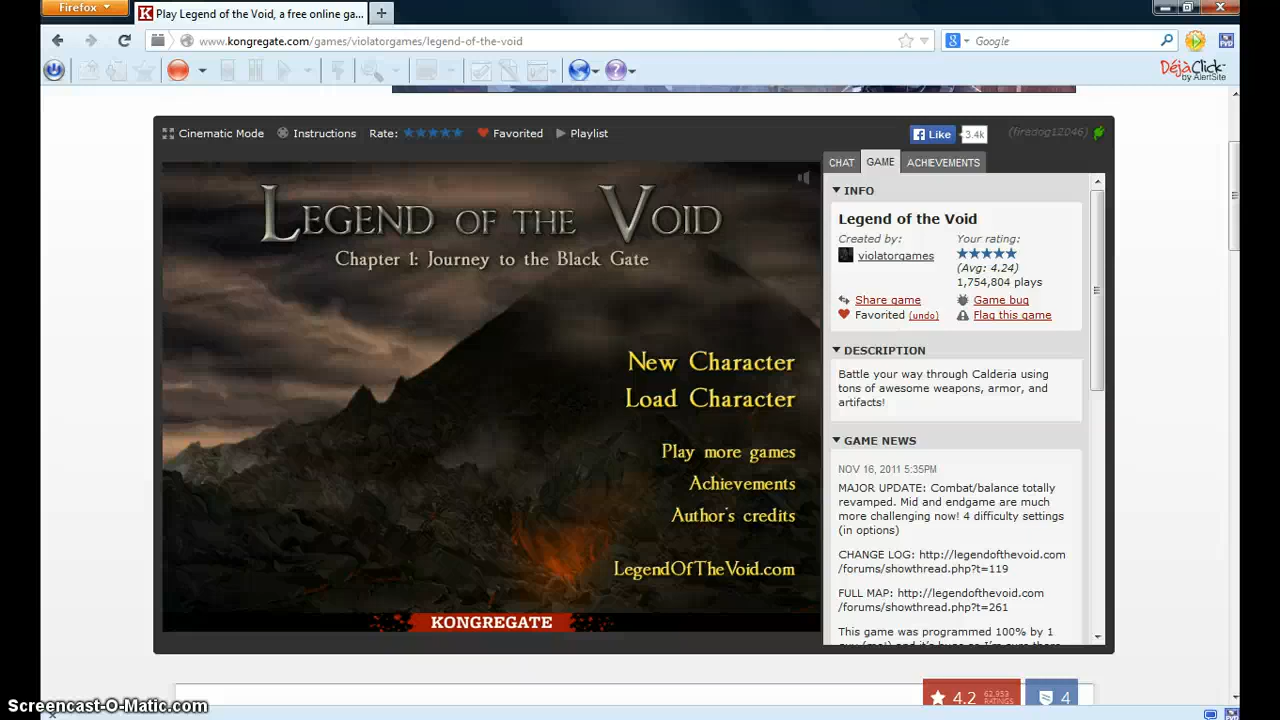 Firefox
Play Legend of the Void, a free online ga...
www.kongregate.com/games/violatorgames/legend-of-the-void
Google
DéjàClick
by AlertSite
Cinematic Mode
Instructions
Rate:
Favorited
Playlist
Like
3.4k
(firedog12046)
CHAT
GAME
ACHIEVEMENTS
LEGEND OF THE VOID
Chapter 1: Journey to the Black Gate
New Character
Load Character
Play more games
Achievements
Author's credits
LegendOfTheVoid.com
KONGREGATE
INFO
Legend of the Void
Created by:
violatorgames
Your rating:
(Avg: 4.24)
1,754,804 plays
Share game
Game bug
Favorited (undo)
Flag this game
DESCRIPTION
Battle your way through Calderia using
tons of awesome weapons, armor, and
artifacts!
GAME NEWS
NOV 16, 2011 5:35PM
MAJOR UPDATE: Combat/balance totally
revamped. Mid and endgame are much
more challenging now! 4 difficulty settings
(in options)
CHANGE LOG: http://legendofthevoid.com
/forums/showthread.php?t=119
FULL MAP: http://legendofthevoid.com
/forums/showthread.php?t=261
This game was programmed 100% by 1
4.2
62,953
RATINGS
4
Screencast-O-Matic.com